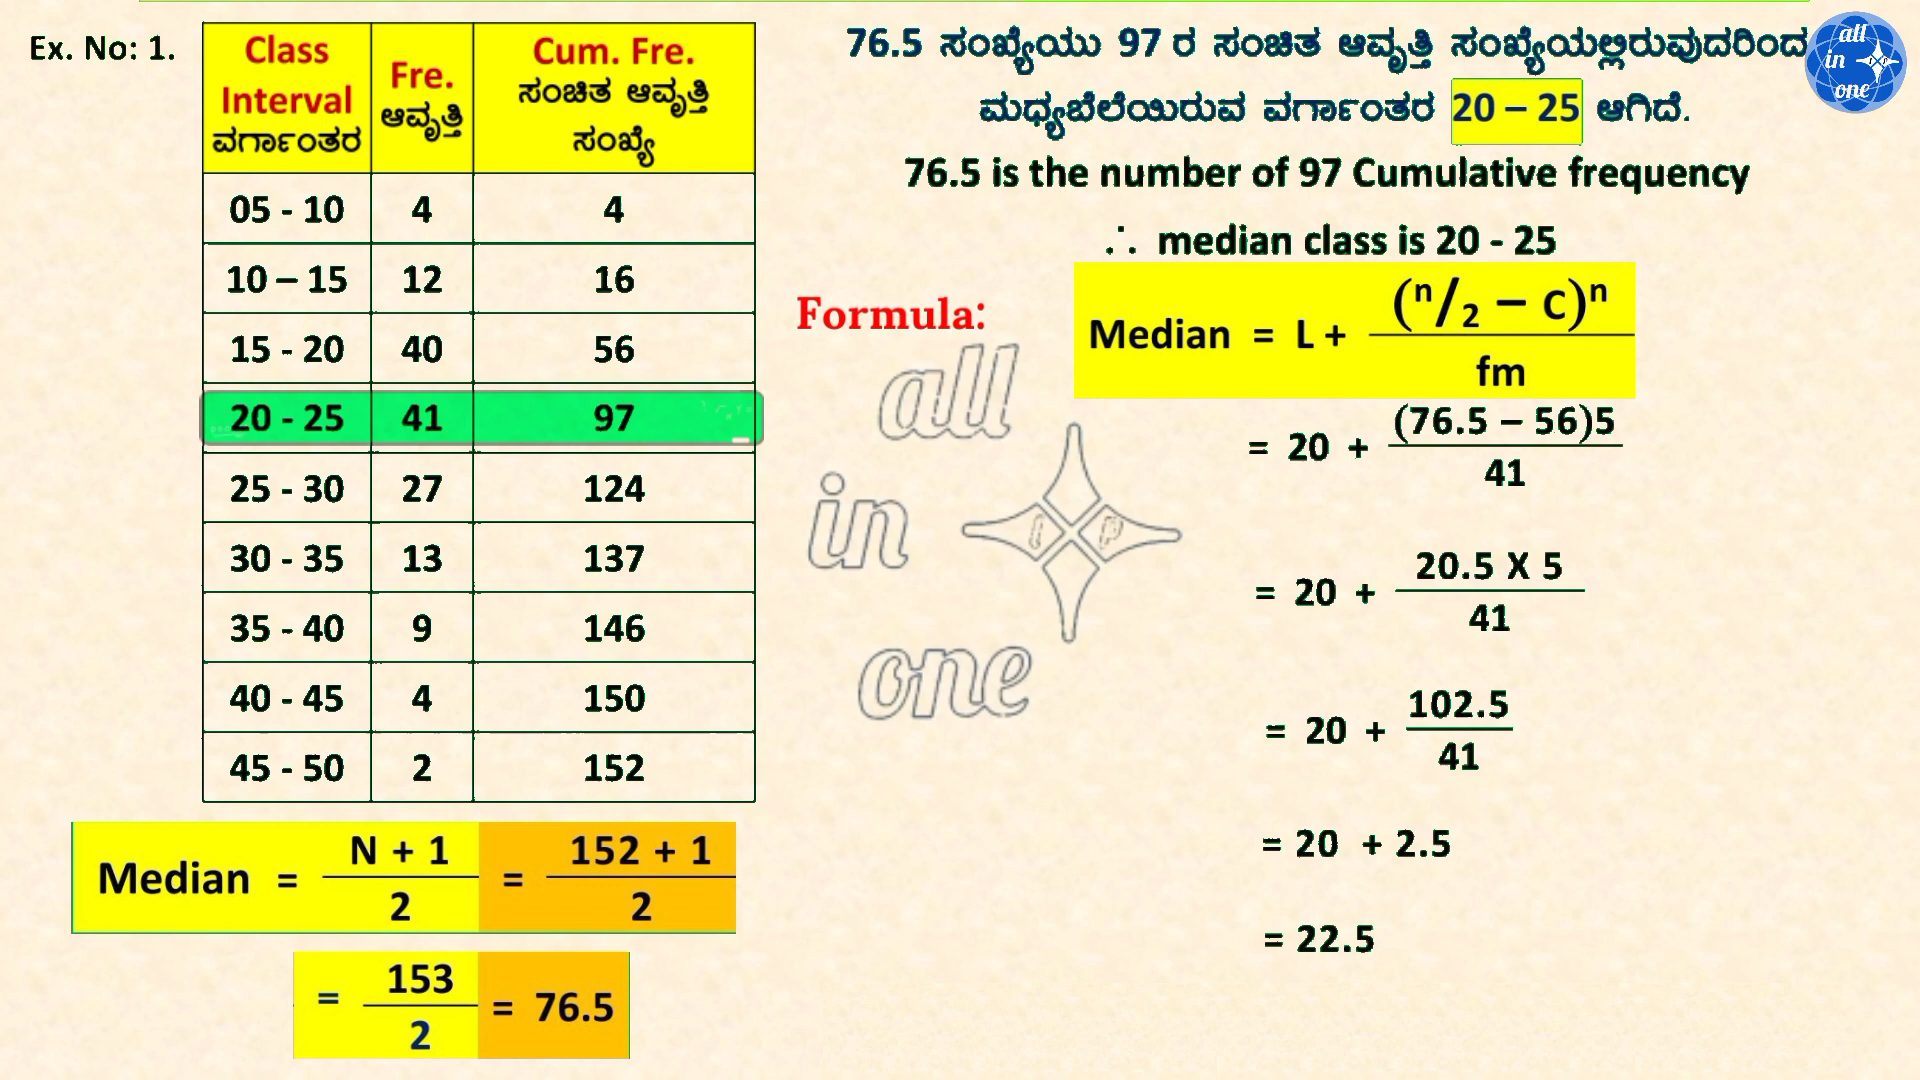 Ex. No: 1.
Class Interval ವರ್ಗಾಂತರ | Fre. ಆವೃತ್ತಿ | Cum. Fre. ಸಂಚಿತ ಆವೃತ್ತಿ ಸಂಖ್ಯೆ
05 - 10 | 4 | 4
10 – 15 | 12 | 16
15 - 20 | 40 | 56
20 - 25 | 41 | 97
25 - 30 | 27 | 124
30 - 35 | 13 | 137
35 - 40 | 9 | 146
40 - 45 | 4 | 150
45 - 50 | 2 | 152
Median = (N + 1)/2 = (152 + 1)/2
= 153/2 = 76.5
76.5 ಸಂಖ್ಯೆಯು 97 ರ ಸಂಚಿತ ಆವೃತ್ತಿ ಸಂಖ್ಯೆಯಲ್ಲಿರುವುದರಿಂದ
ಮಧ್ಯಬೆಲೆಯಿರುವ ವರ್ಗಾಂತರ 20 – 25 ಆಗಿದೆ.
76.5 is the number of 97 Cumulative frequency
∴ median class is 20 - 25
Formula:
Median = L + (ⁿ/₂ – C)ⁿ / fm
= 20 + (76.5 – 56)5 / 41
= 20 + 20.5 X 5 / 41
= 20 + 102.5 / 41
= 20 + 2.5
= 22.5
all
in
one
all
in
one